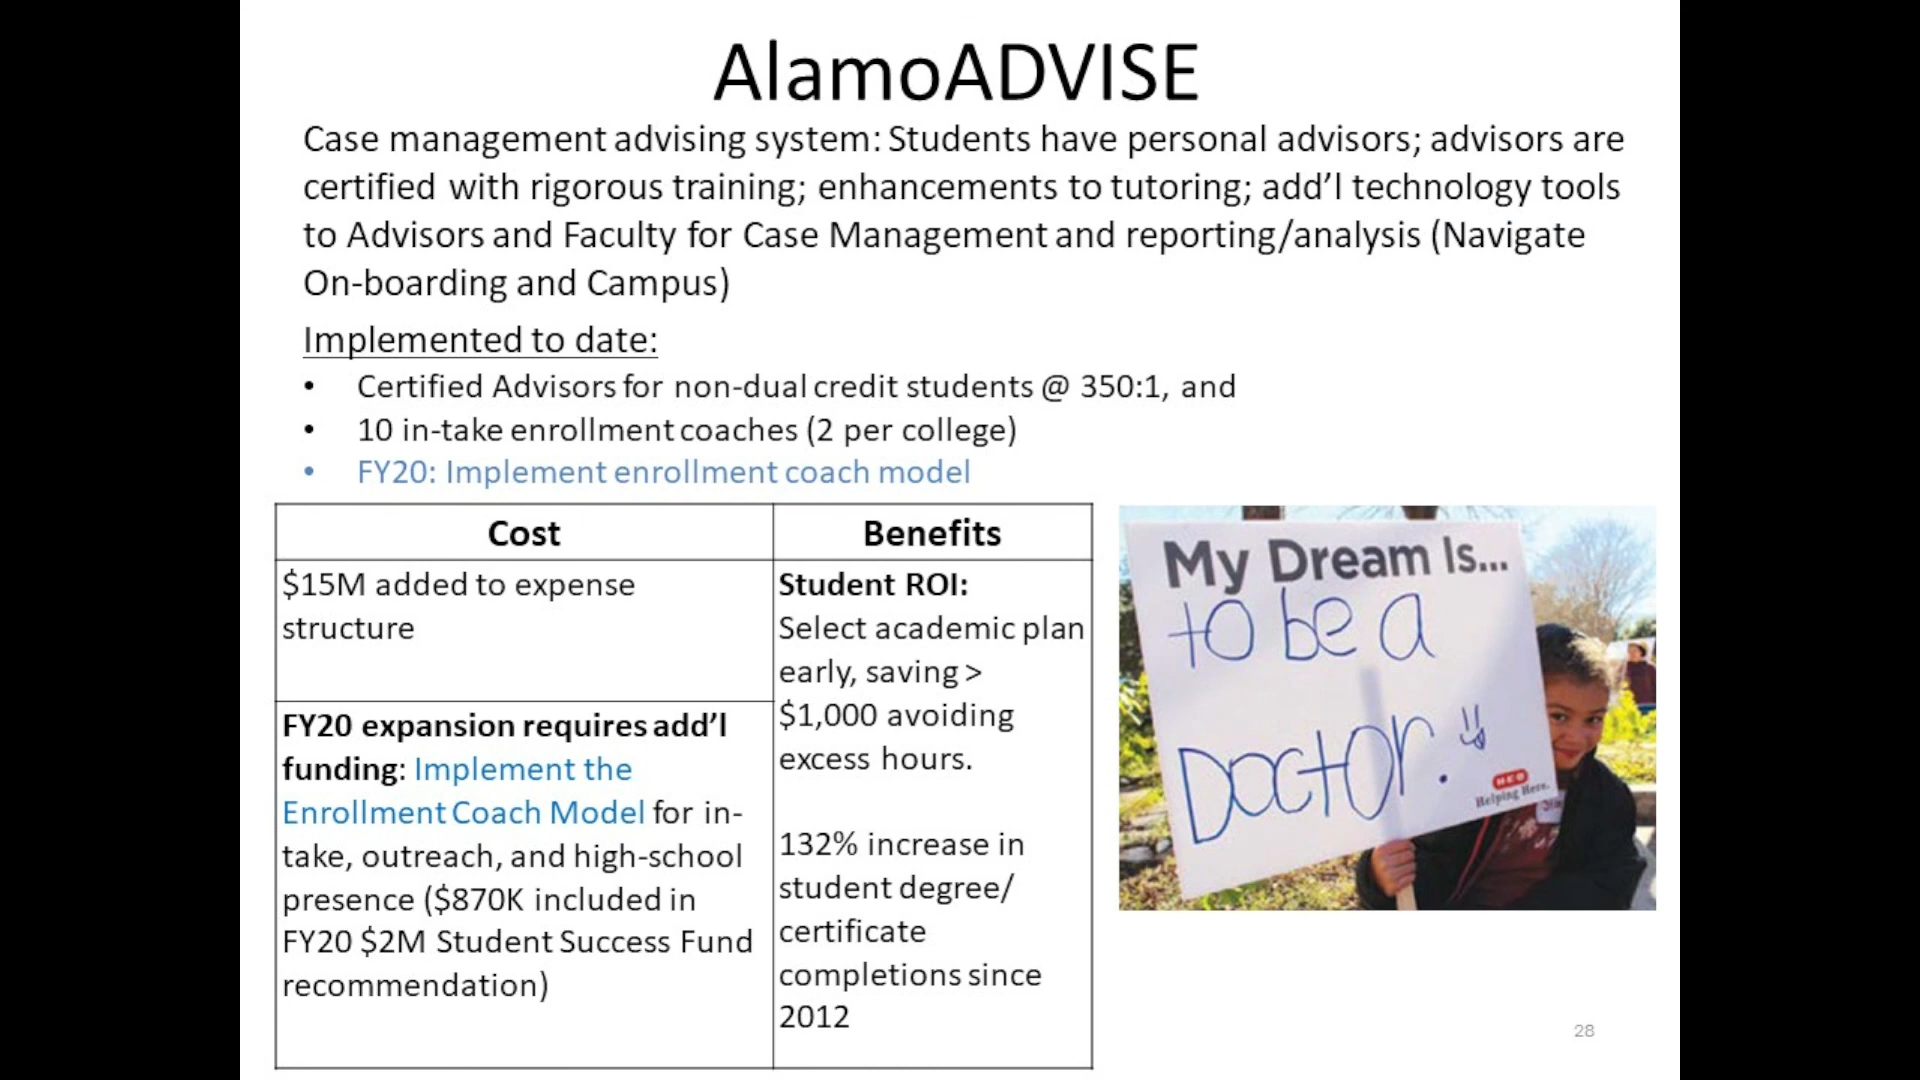 AlamoADVISE
Case management advising system: Students have personal advisors; advisors are
certified with rigorous training; enhancements to tutoring; add’l technology tools
to Advisors and Faculty for Case Management and reporting/analysis (Navigate
On-boarding and Campus)
Implemented to date:
• Certified Advisors for non-dual credit students @ 350:1, and
• 10 in-take enrollment coaches (2 per college)
• FY20: Implement enrollment coach model
Cost
$15M added to expense
structure
FY20 expansion requires add’l
funding: Implement the
Enrollment Coach Model for in-
take, outreach, and high-school
presence ($870K included in
FY20 $2M Student Success Fund
recommendation)
Benefits
Student ROI:
Select academic plan
early, saving >
$1,000 avoiding
excess hours.
132% increase in
student degree/
certificate
completions since
2012
My Dream Is...
to be a
Doctor.
HEB
Helping Here.
28